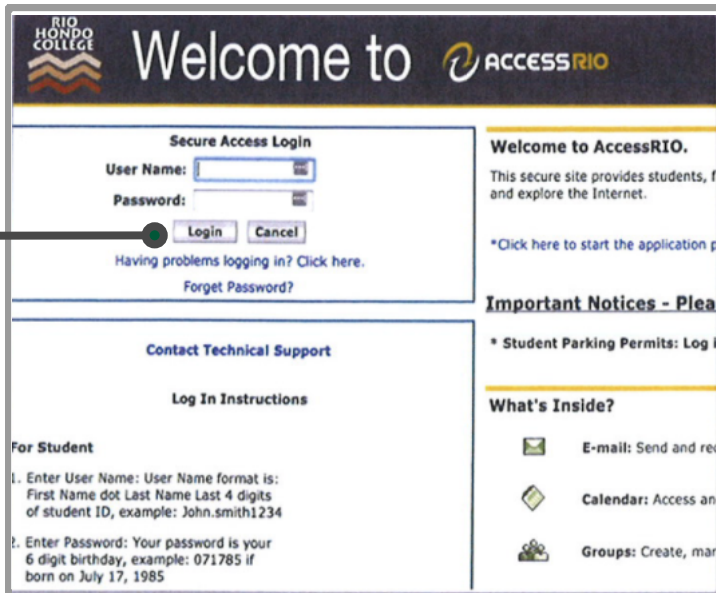 RIO
HONDO
COLLEGE
Welcome to ACCESSRIO
Secure Access Login
User Name:
Password:
Login Cancel
Having problems logging in? Click here.
Forget Password?
Contact Technical Support
Log In Instructions
For Student
1. Enter User Name: User Name format is:
First Name dot Last Name Last 4 digits
of student ID, example: John.smith1234
2. Enter Password: Your password is your
6 digit birthday, example: 071785 if
born on July 17, 1985
Welcome to AccessRIO.
This secure site provides students, f
and explore the Internet.
*Click here to start the application p
Important Notices - Plea
* Student Parking Permits: Log i
What's Inside?
E-mail: Send and rec
Calendar: Access an
Groups: Create, mar